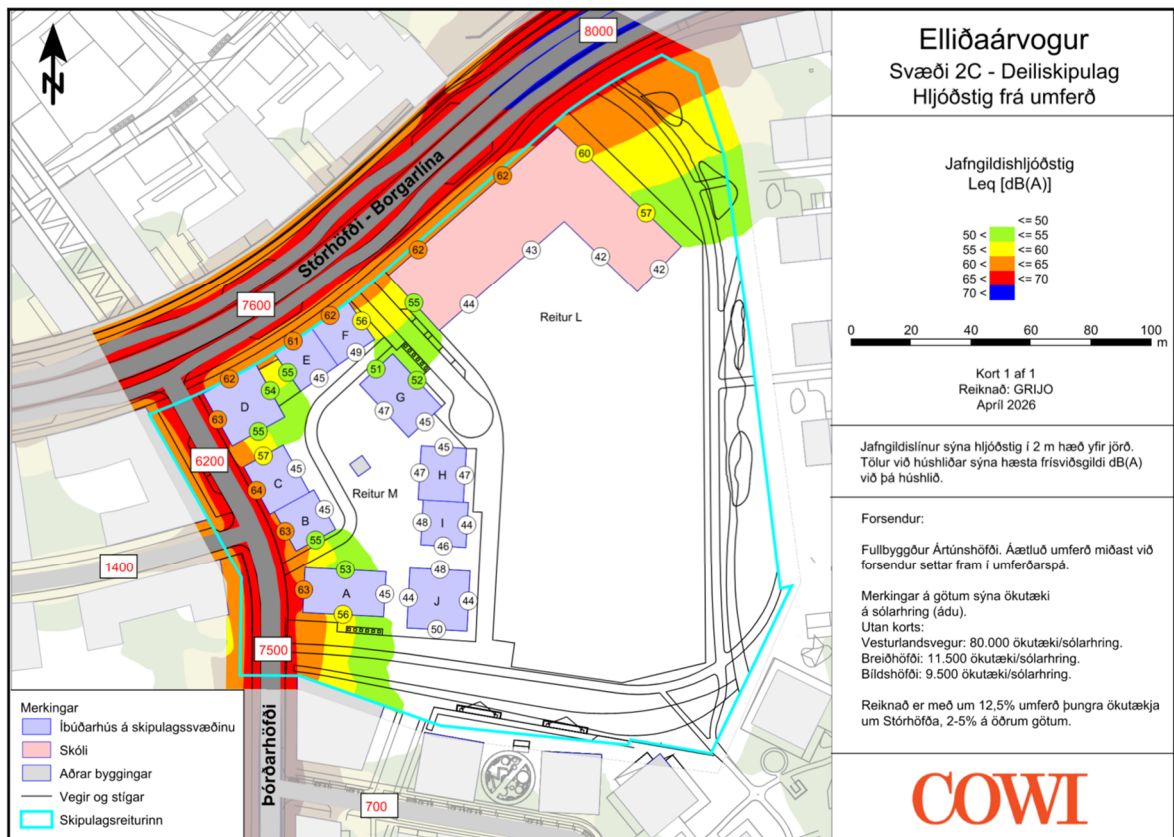 N
8000
62
60
57
62
43
42
42
44
Stórhöfði - Borgarlína
7600
55
Reitur L
62
56
61
F
49
E
55
45
62
54
D
63
55
51
52
G
47
45
57
6200
C
45
64
45
H
47
47
Reitur M
B
45
63
55
48
I
44
46
1400
53
A
63
45
56
48
44
J
44
50
7500
Þórðarhöfði
700
Merkingar
Íbúðarhús á skipulagssvæðinu
Skóli
Aðrar byggingar
Vegir og stígar
Skipulagsreiturinn
Elliðaárvogur
Svæði 2C - Deiliskipulag
Hljóðstig frá umferð
Jafngildishljóðstig
Leq [dB(A)]
<= 50
50 < <= 55
55 < <= 60
60 < <= 65
65 < <= 70
70 <
0 20 40 60 80 100
m
Kort 1 af 1
Reiknað: GRIJO
Apríl 2026
Jafngildislínur sýna hljóðstig í 2 m hæð yfir jörð.
Tölur við húshliðar sýna hæsta frísviðsgildi dB(A)
við þá húshlið.
Forsendur:
Fullbyggður Ártúnshöfði. Áætluð umferð miðast við
forsendur settar fram í umferðarspá.
Merkingar á götum sýna ökutæki
á sólarhring (ádu).
Utan korts:
Vesturlandsvegur: 80.000 ökutæki/sólarhring.
Breiðhöfði: 11.500 ökutæki/sólarhring.
Bíldshöfði: 9.500 ökutæki/sólarhring.
Reiknað er með um 12,5% umferð þungra ökutækja
um Stórhöfða, 2-5% á öðrum götum.
COWI